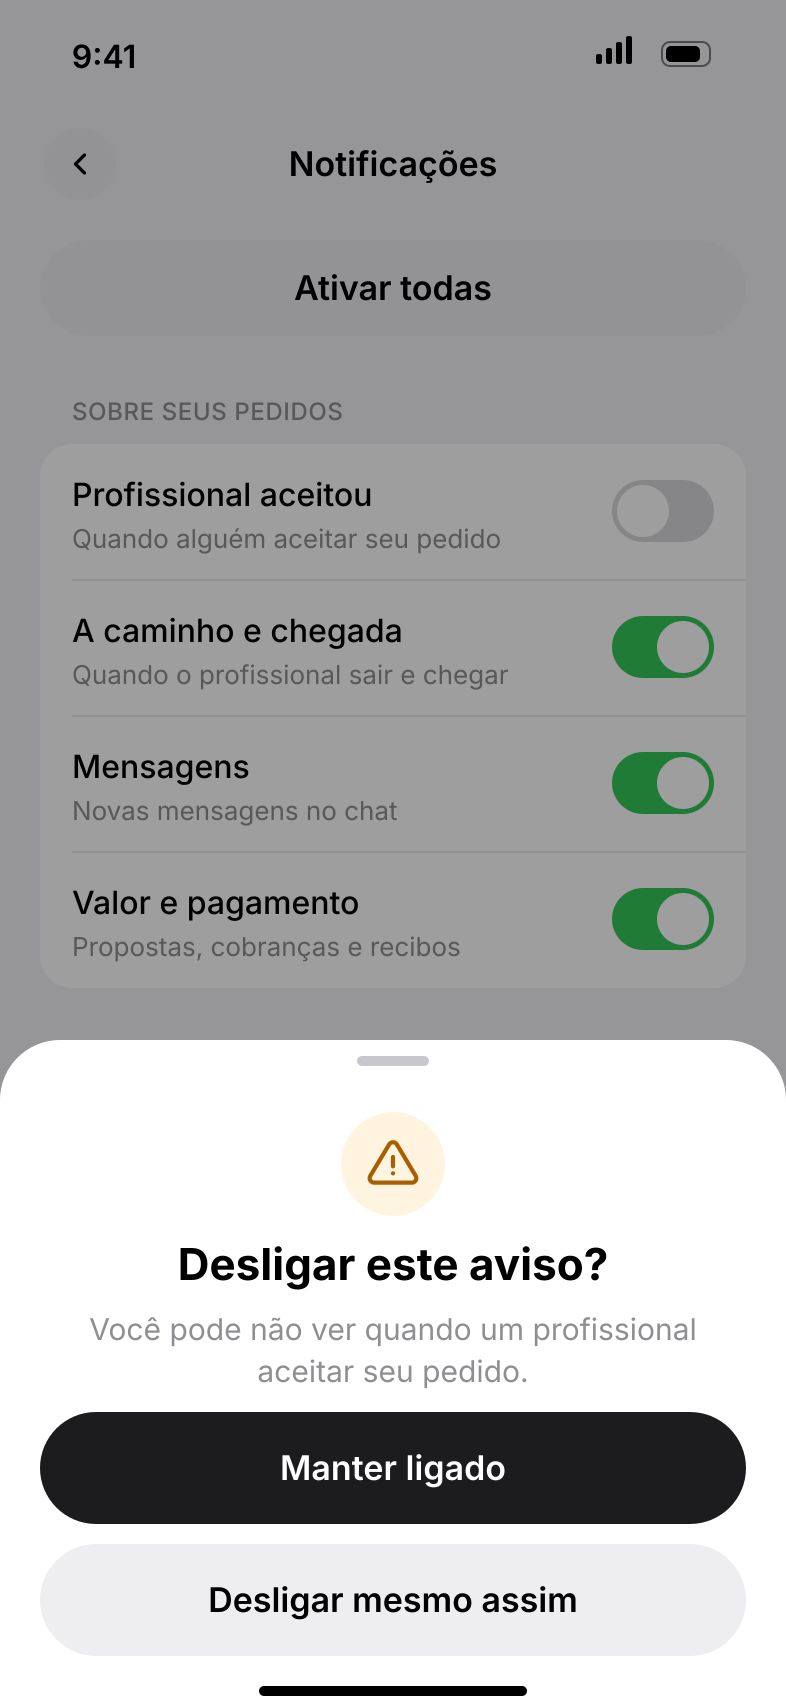 9:41
Notificações
Ativar todas
SOBRE SEUS PEDIDOS
Profissional aceitou
Quando alguém aceitar seu pedido
A caminho e chegada
Quando o profissional sair e chegar
Mensagens
Novas mensagens no chat
Valor e pagamento
Propostas, cobranças e recibos
Desligar este aviso?
Você pode não ver quando um profissional
aceitar seu pedido.
Manter ligado
Desligar mesmo assim